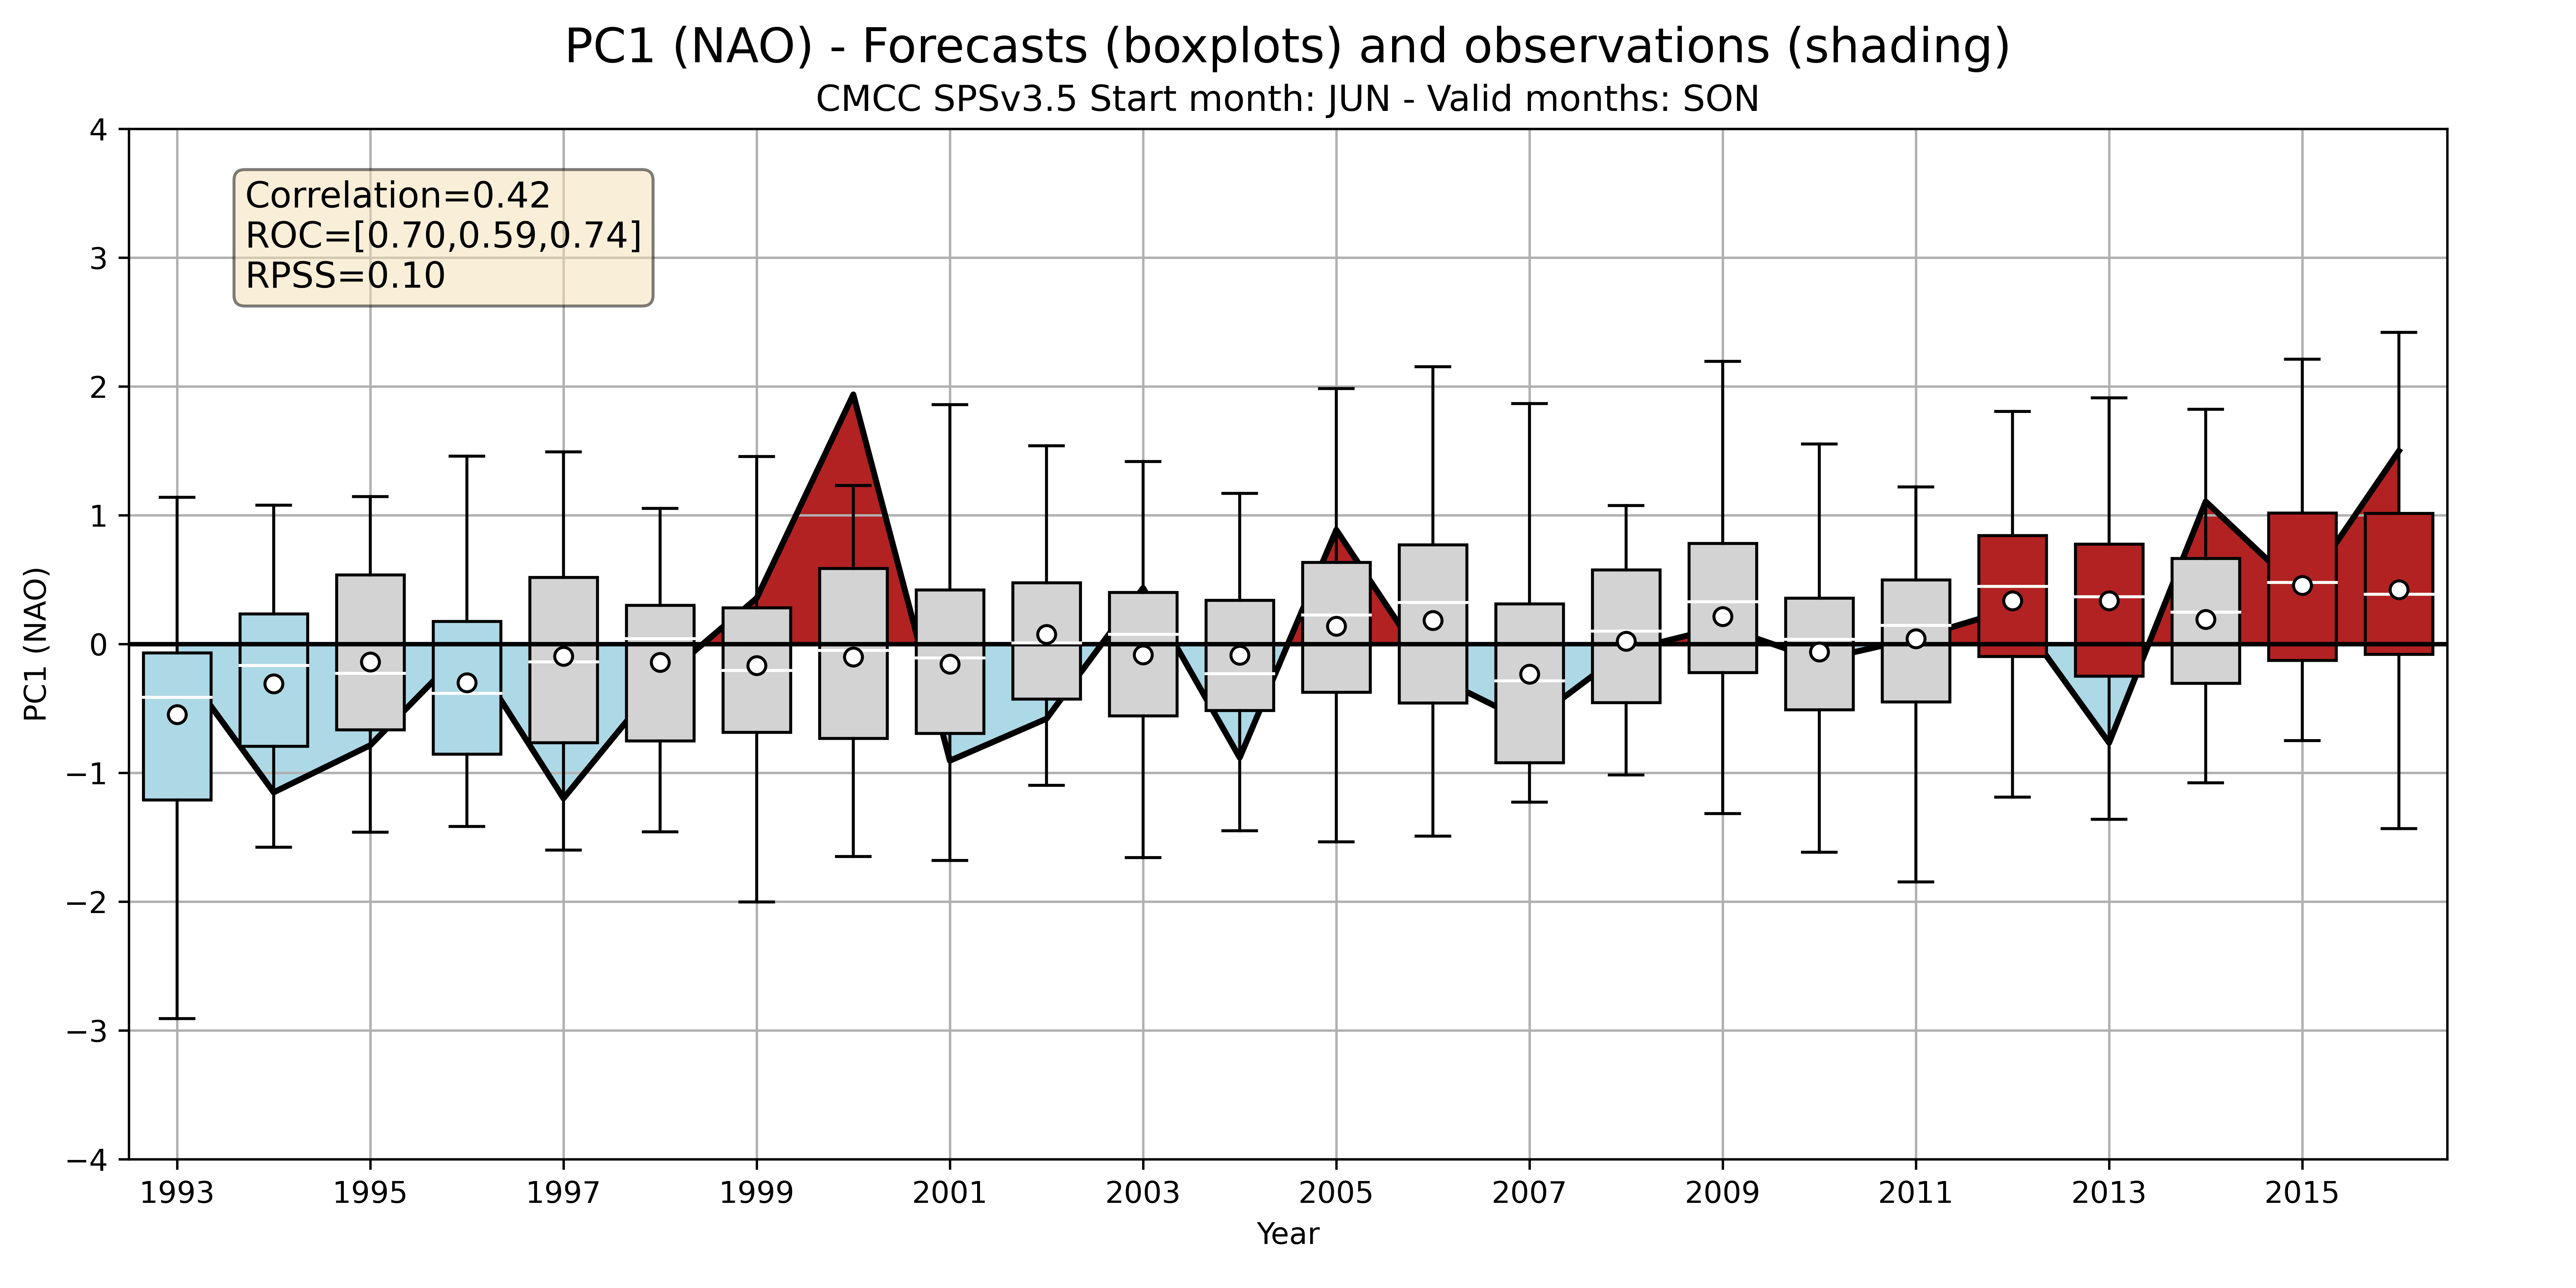 PC1 (NAO) - Forecasts (boxplots) and observations (shading)
CMCC SPSv3.5 Start month: JUN - Valid months: SON
Correlation=0.42
ROC=[0.70,0.59,0.74]
RPSS=0.10
PC1 (NAO)
4
3
2
1
0
−1
−2
−3
−4
1993 1995 1997 1999 2001 2003 2005 2007 2009 2011 2013 2015
Year